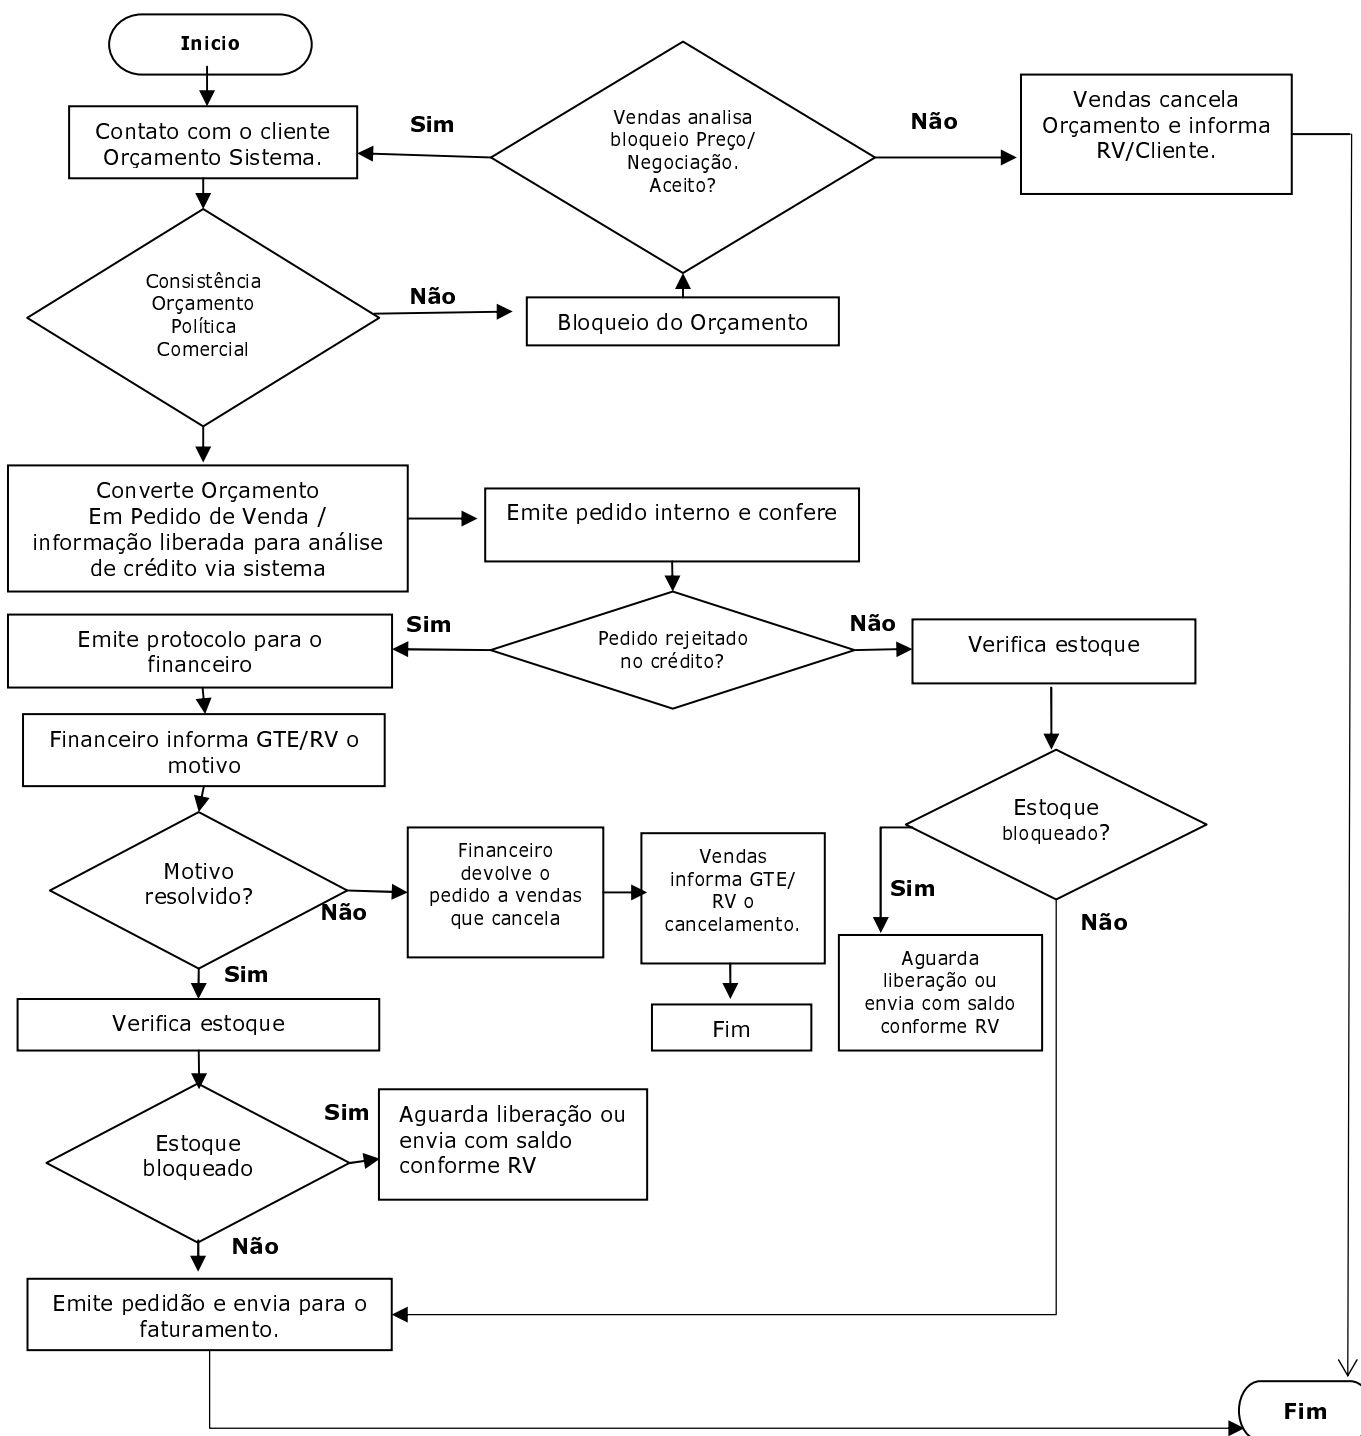 Inicio
Contato com o cliente
Orçamento Sistema.
Sim
Vendas analisa
bloqueio Preço/
Negociação.
Aceito?
Não
Vendas cancela
Orçamento e informa
RV/Cliente.
Consistência
Orçamento
Política
Comercial
Não
Bloqueio do Orçamento
Converte Orçamento
Em Pedido de Venda /
informação liberada para análise
de crédito via sistema
Emite pedido interno e confere
Emite protocolo para o
financeiro
Sim
Pedido rejeitado
no crédito?
Não
Verifica estoque
Financeiro informa GTE/RV o
motivo
Motivo
resolvido?
Não
Financeiro
devolve o
pedido a vendas
que cancela
Vendas
informa GTE/
RV o
cancelamento.
Estoque
bloqueado?
Sim
Não
Aguarda
liberação ou
envia com saldo
conforme RV
Sim
Verifica estoque
Fim
Estoque
bloqueado
Sim
Aguarda liberação ou
envia com saldo
conforme RV
Não
Emite pedidão e envia para o
faturamento.
Fim